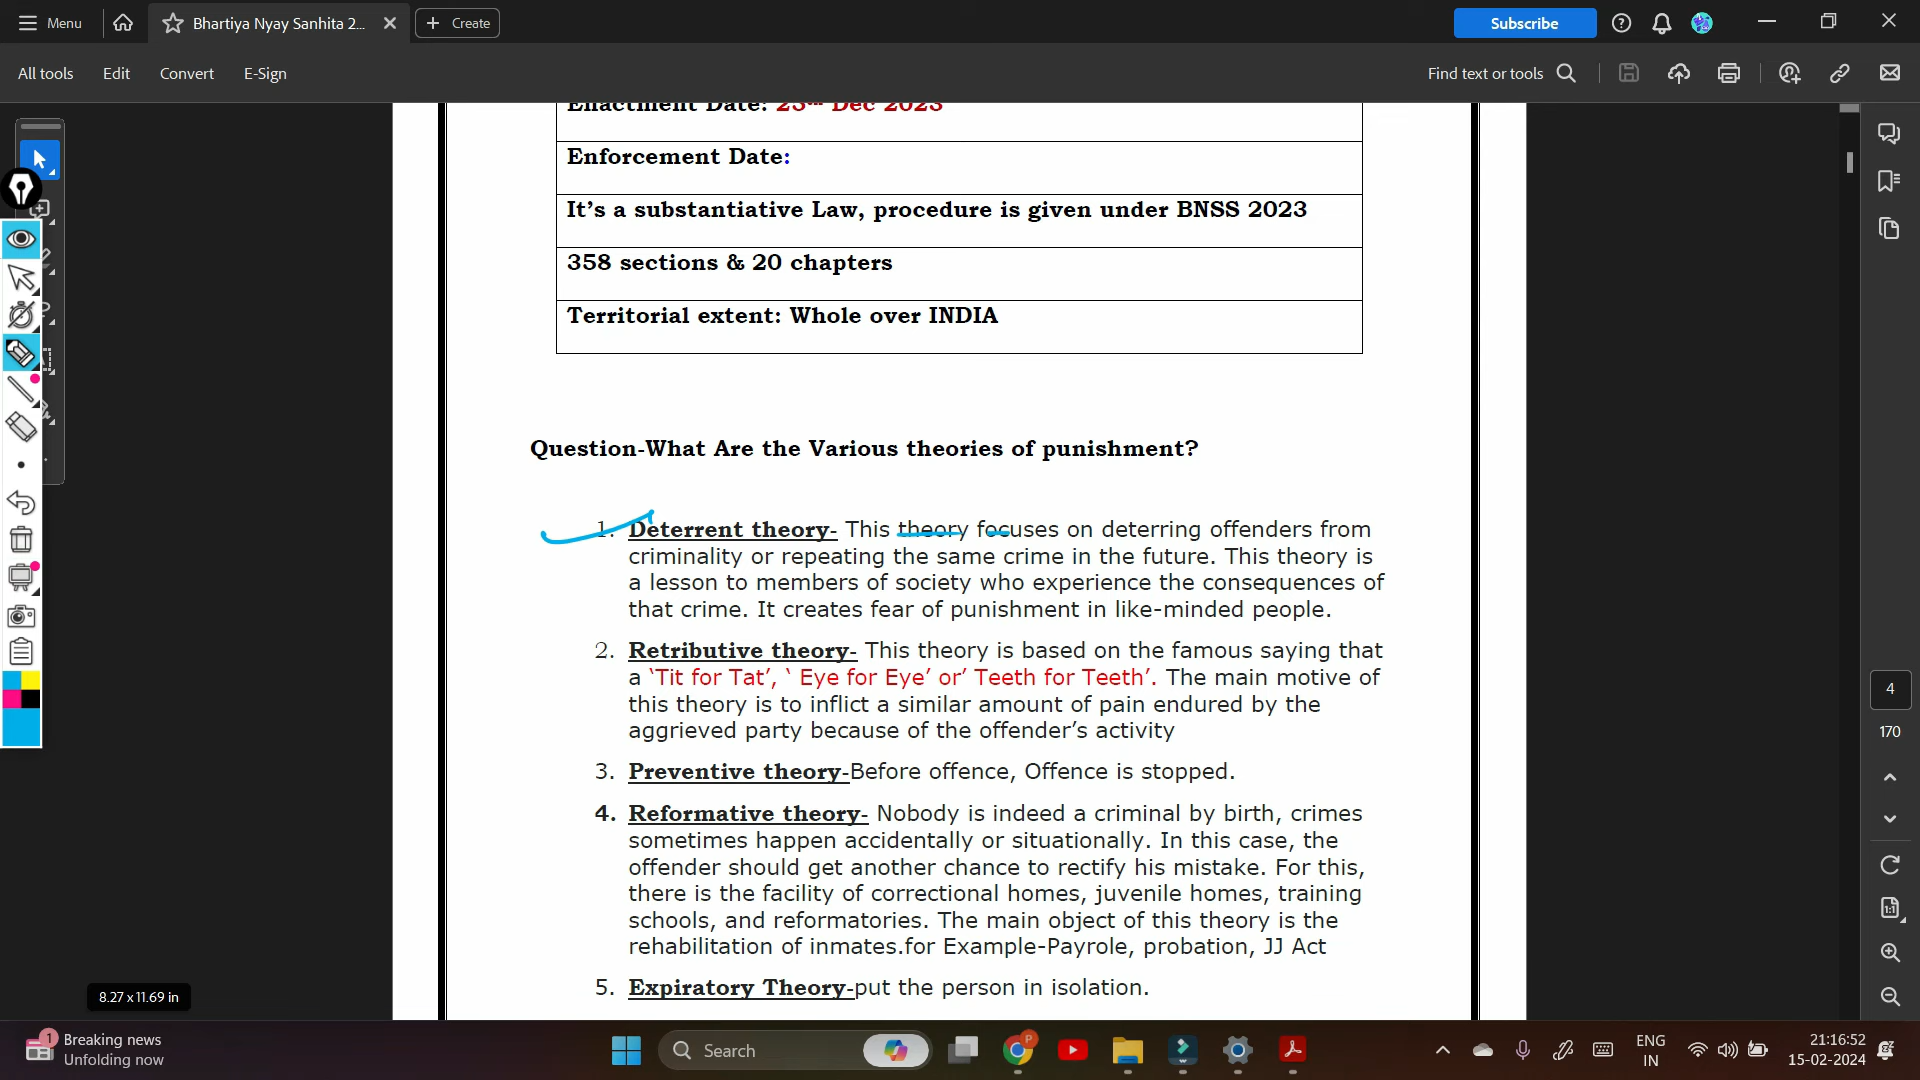 Menu
Bhartiya Nyay Sanhita 2...
Create
Subscribe
All tools
Edit
Convert
E-Sign
Find text or tools
Enactment Date: 25th Dec 2023
Enforcement Date:
It’s a substantiative Law, procedure is given under BNSS 2023
358 sections & 20 chapters
Territorial extent: Whole over INDIA
Question-What Are the Various theories of punishment?
1. Deterrent theory- This theory focuses on deterring offenders from
criminality or repeating the same crime in the future. This theory is
a lesson to members of society who experience the consequences of
that crime. It creates fear of punishment in like-minded people.
2. Retributive theory- This theory is based on the famous saying that
a ‘Tit for Tat’, ‘ Eye for Eye’ or’ Teeth for Teeth’. The main motive of
this theory is to inflict a similar amount of pain endured by the
aggrieved party because of the offender’s activity
3. Preventive theory-Before offence, Offence is stopped.
4. Reformative theory- Nobody is indeed a criminal by birth, crimes
sometimes happen accidentally or situationally. In this case, the
offender should get another chance to rectify his mistake. For this,
there is the facility of correctional homes, juvenile homes, training
schools, and reformatories. The main object of this theory is the
rehabilitation of inmates.for Example-Payrole, probation, JJ Act
5. Expiratory Theory-put the person in isolation.
4
170
8.27 x 11.69 in
1
Breaking news
Unfolding now
Search
P
ENG
IN
21:16:52
15-02-2024